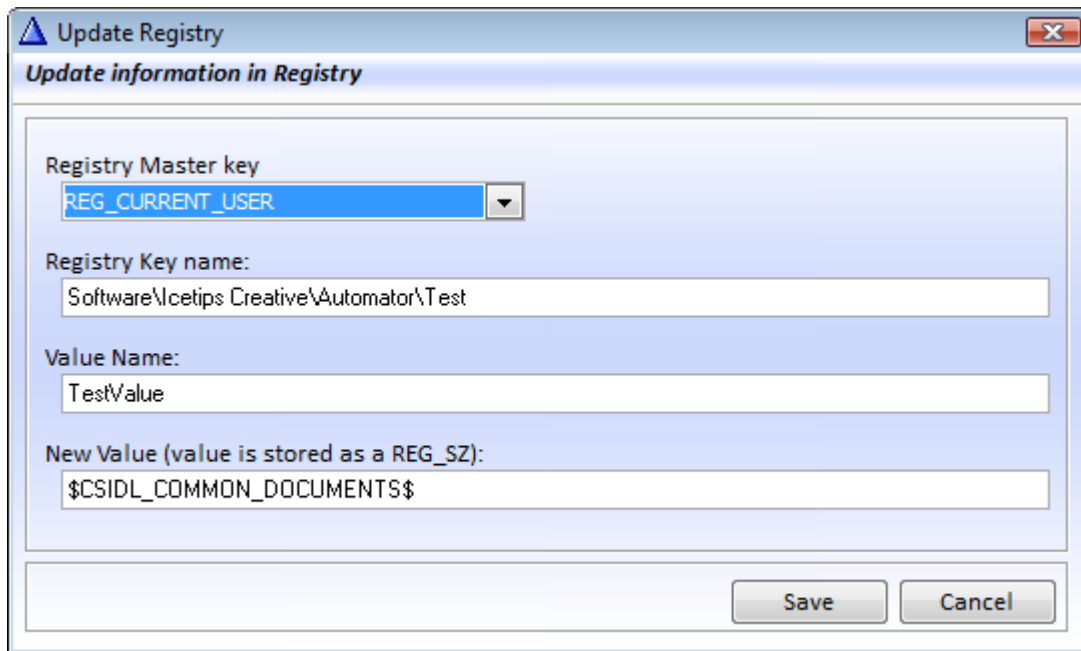 Update Registry
Update information in Registry
Registry Master key
REG_CURRENT_USER
Registry Key name:
Software\Icetips Creative\Automator\Test
Value Name:
TestValue
New Value (value is stored as a REG_SZ):
$CSIDL_COMMON_DOCUMENTS$
Save Cancel